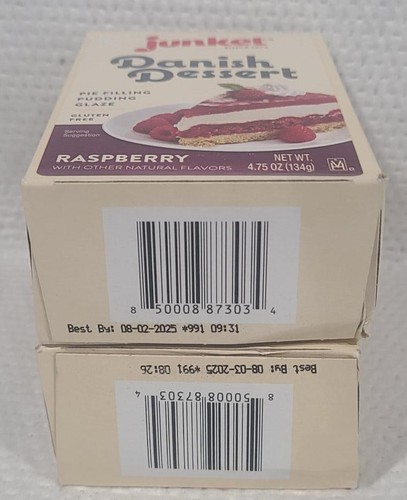 junket
Danish
Dessert
PIE FILLING
PUDDING
GLAZE
GLUTEN
FREE
Serving
Suggestion
RASPBERRY
WITH OTHER NATURAL FLAVORS
NET WT.
4.75 OZ (134g)
8 50008 87303 4
Best By: 08-02-2025 *991 09:31
Best By: 08-03-2025 *991 08:26
8 50008 87303 4